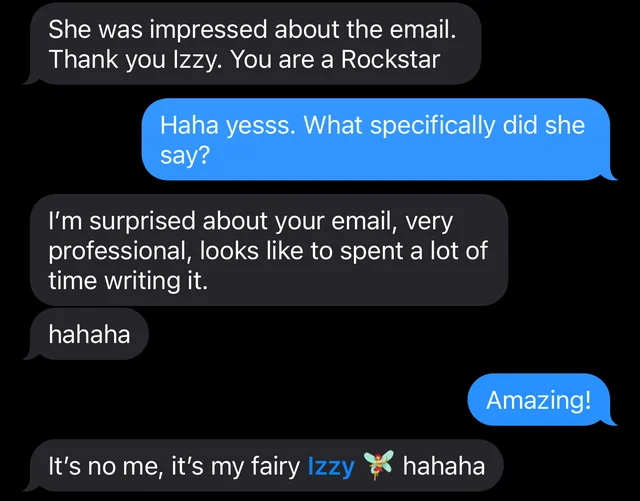 She was impressed about the email.
Thank you Izzy. You are a Rockstar
Haha yesss. What specifically did she
say?
I’m surprised about your email, very
professional, looks like to spent a lot of
time writing it.
hahaha
Amazing!
It’s no me, it’s my fairy Izzy 🧚 hahaha